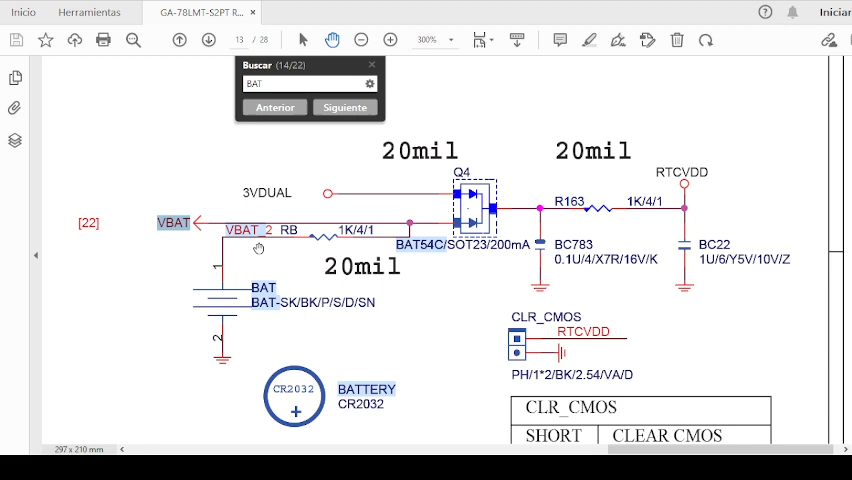 Inicio
Herramientas
GA-78LMT-S2PT R... ×
Iniciar
13 / 28
300%
Buscar (14/22)
BAT
Anterior
Siguiente
20mil
20mil
Q4
RTCVDD
3VDUAL
R163
1K/4/1
[22]
VBAT
VBAT_2
RB
1K/4/1
BAT54C/SOT23/200mA
BC783
0.1U/4/X7R/16V/K
BC22
1U/6/Y5V/10V/Z
20mil
1
BAT
BAT-SK/BK/P/S/D/SN
2
CLR_CMOS
RTCVDD
PH/1*2/BK/2.54/VA/D
CR2032
+
BATTERY
CR2032
CLR_CMOS
SHORT
CLEAR CMOS
297 x 210 mm